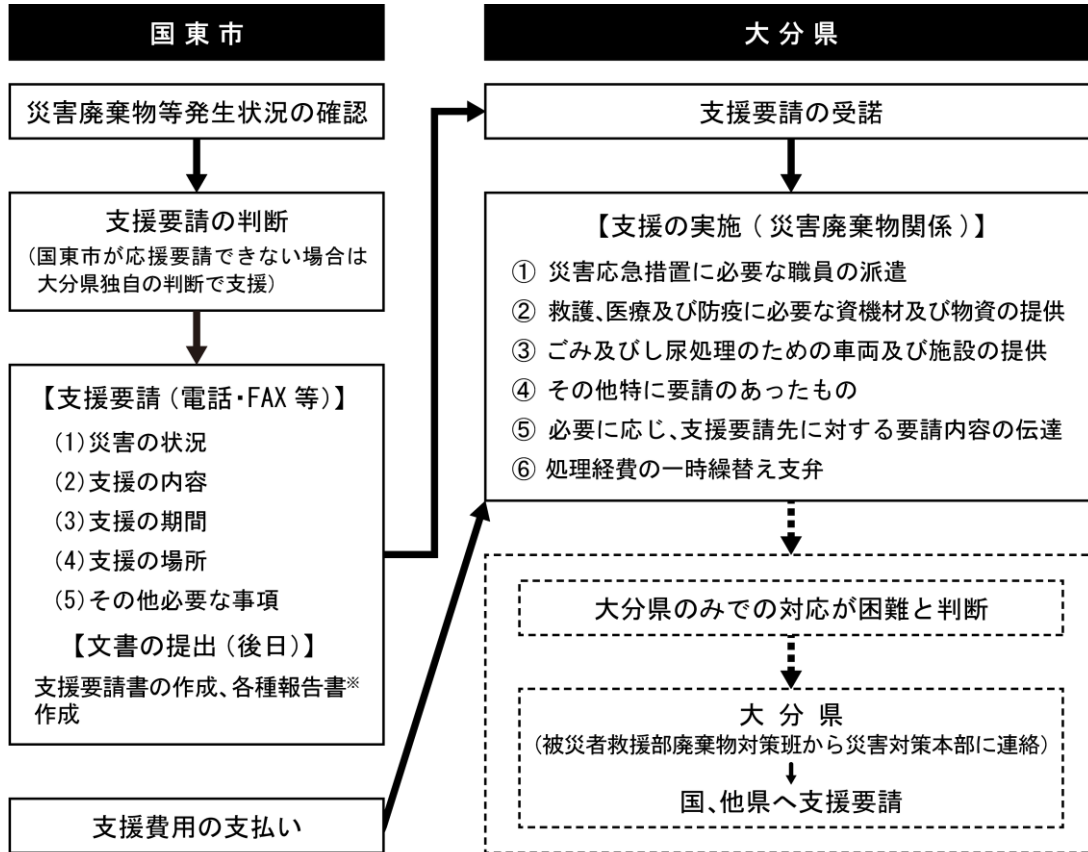 国東市
災害廃棄物等発生状況の確認
支援要請の判断
(国東市が応援要請できない場合は
大分県独自の判断で支援)
【支援要請(電話・FAX 等)】
(1)災害の状況
(2)支援の内容
(3)支援の期間
(4)支援の場所
(5)その他必要な事項
【文書の提出(後日)】
支援要請書の作成、各種報告書※
作成
支援費用の支払い
大分県
支援要請の受諾
【支援の実施(災害廃棄物関係)】
① 災害応急措置に必要な職員の派遣
② 救護、医療及び防疫に必要な資機材及び物資の提供
③ ごみ及びし尿処理のための車両及び施設の提供
④ その他特に要請のあったもの
⑤ 必要に応じ、支援要請先に対する要請内容の伝達
⑥ 処理経費の一時繰替え支弁
大分県のみでの対応が困難と判断
大分県
(被災者救援部廃棄物対策班から災害対策本部に連絡)
国、他県へ支援要請